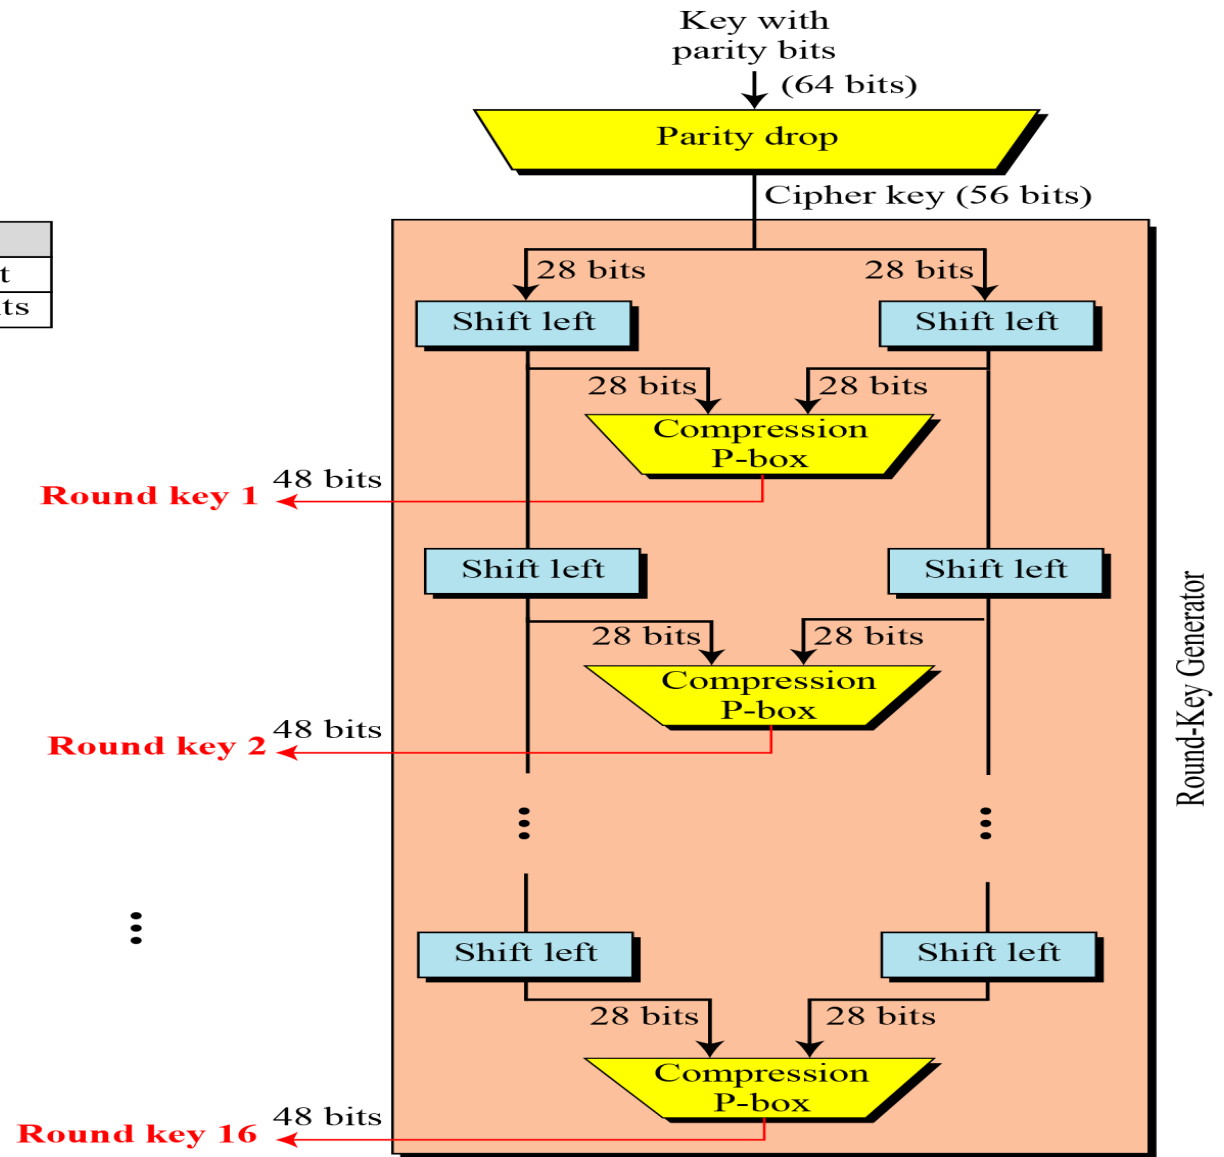 Key with
parity bits
(64 bits)
Parity drop
Cipher key (56 bits)
28 bits
28 bits
Shift left
Shift left
28 bits
28 bits
Compression
P-box
48 bits
Round key 1
Shift left
Shift left
28 bits
28 bits
Compression
P-box
48 bits
Round key 2
Shift left
Shift left
28 bits
28 bits
Compression
P-box
48 bits
Round key 16
Round-Key Generator